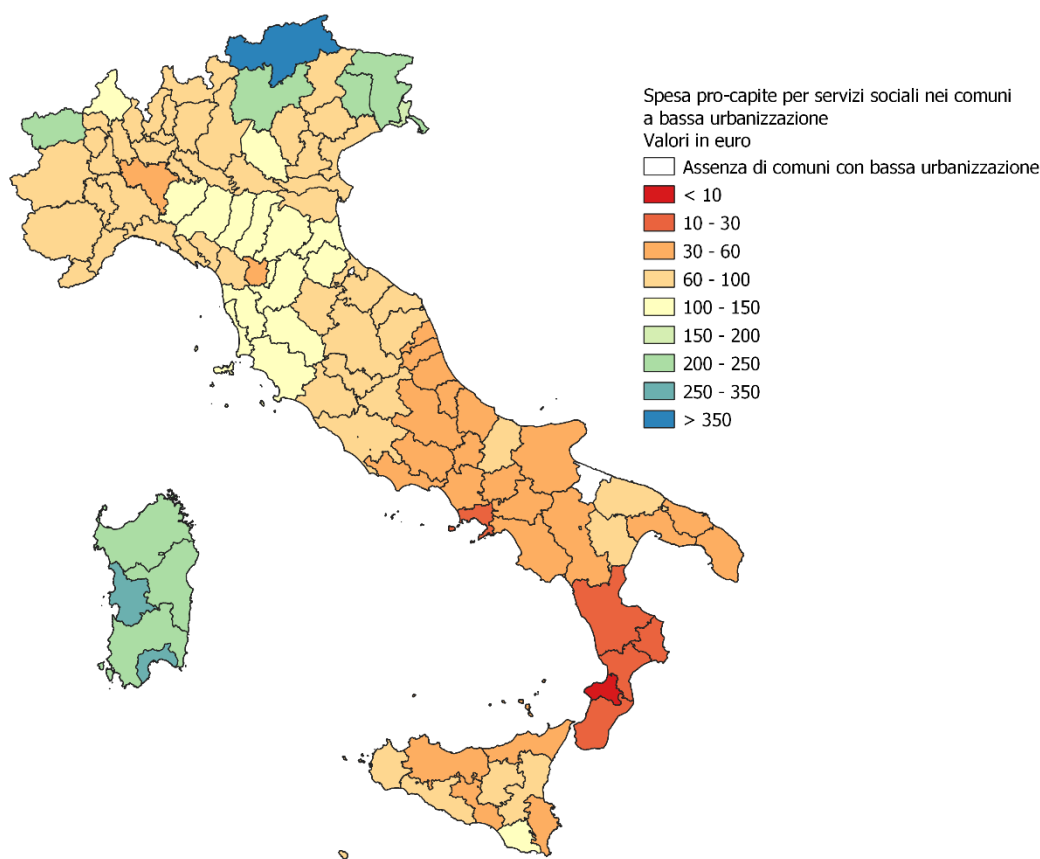 Spesa pro-capite per servizi sociali nei comuni
a bassa urbanizzazione
Valori in euro
Assenza di comuni con bassa urbanizzazione
< 10
10 - 30
30 - 60
60 - 100
100 - 150
150 - 200
200 - 250
250 - 350
> 350